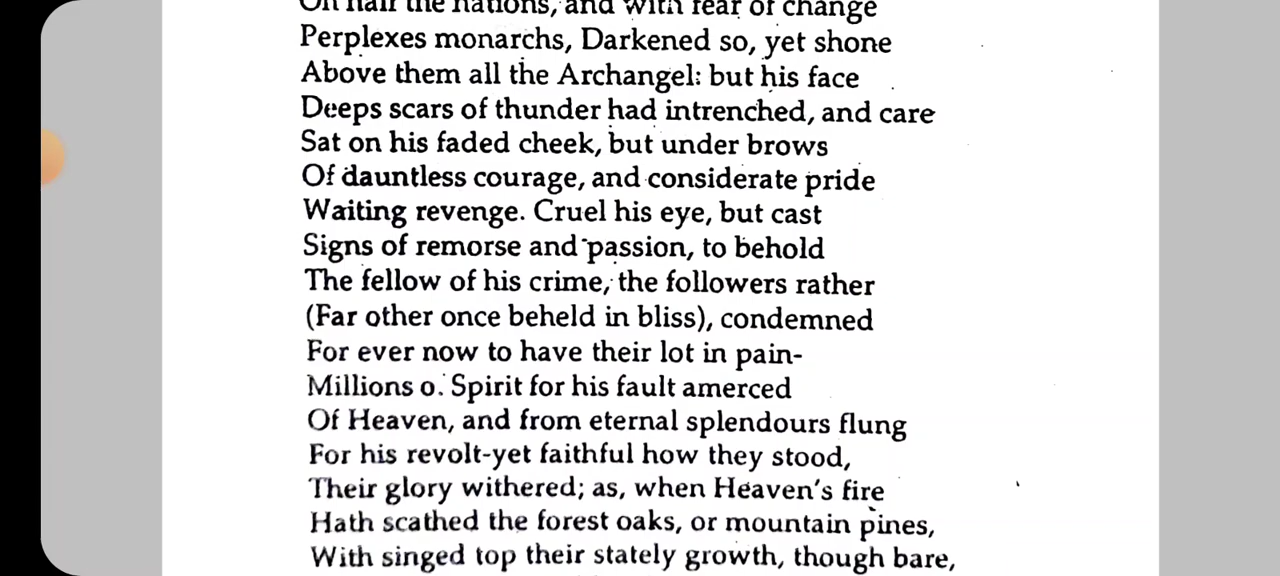 On half the nations, and with fear of change
Perplexes monarchs, Darkened so, yet shone
Above them all the Archangel: but his face
Deeps scars of thunder had intrenched, and care
Sat on his faded cheek, but under brows
Of dauntless courage, and considerate pride
Waiting revenge. Cruel his eye, but cast
Signs of remorse and passion, to behold
The fellow of his crime, the followers rather
(Far other once beheld in bliss), condemned
For ever now to have their lot in pain-
Millions o. Spirit for his fault amerced
Of Heaven, and from eternal splendours flung
For his revolt-yet faithful how they stood,
Their glory withered; as, when Heaven's fire
Hath scathed the forest oaks, or mountain pines,
With singed top their stately growth, though bare,